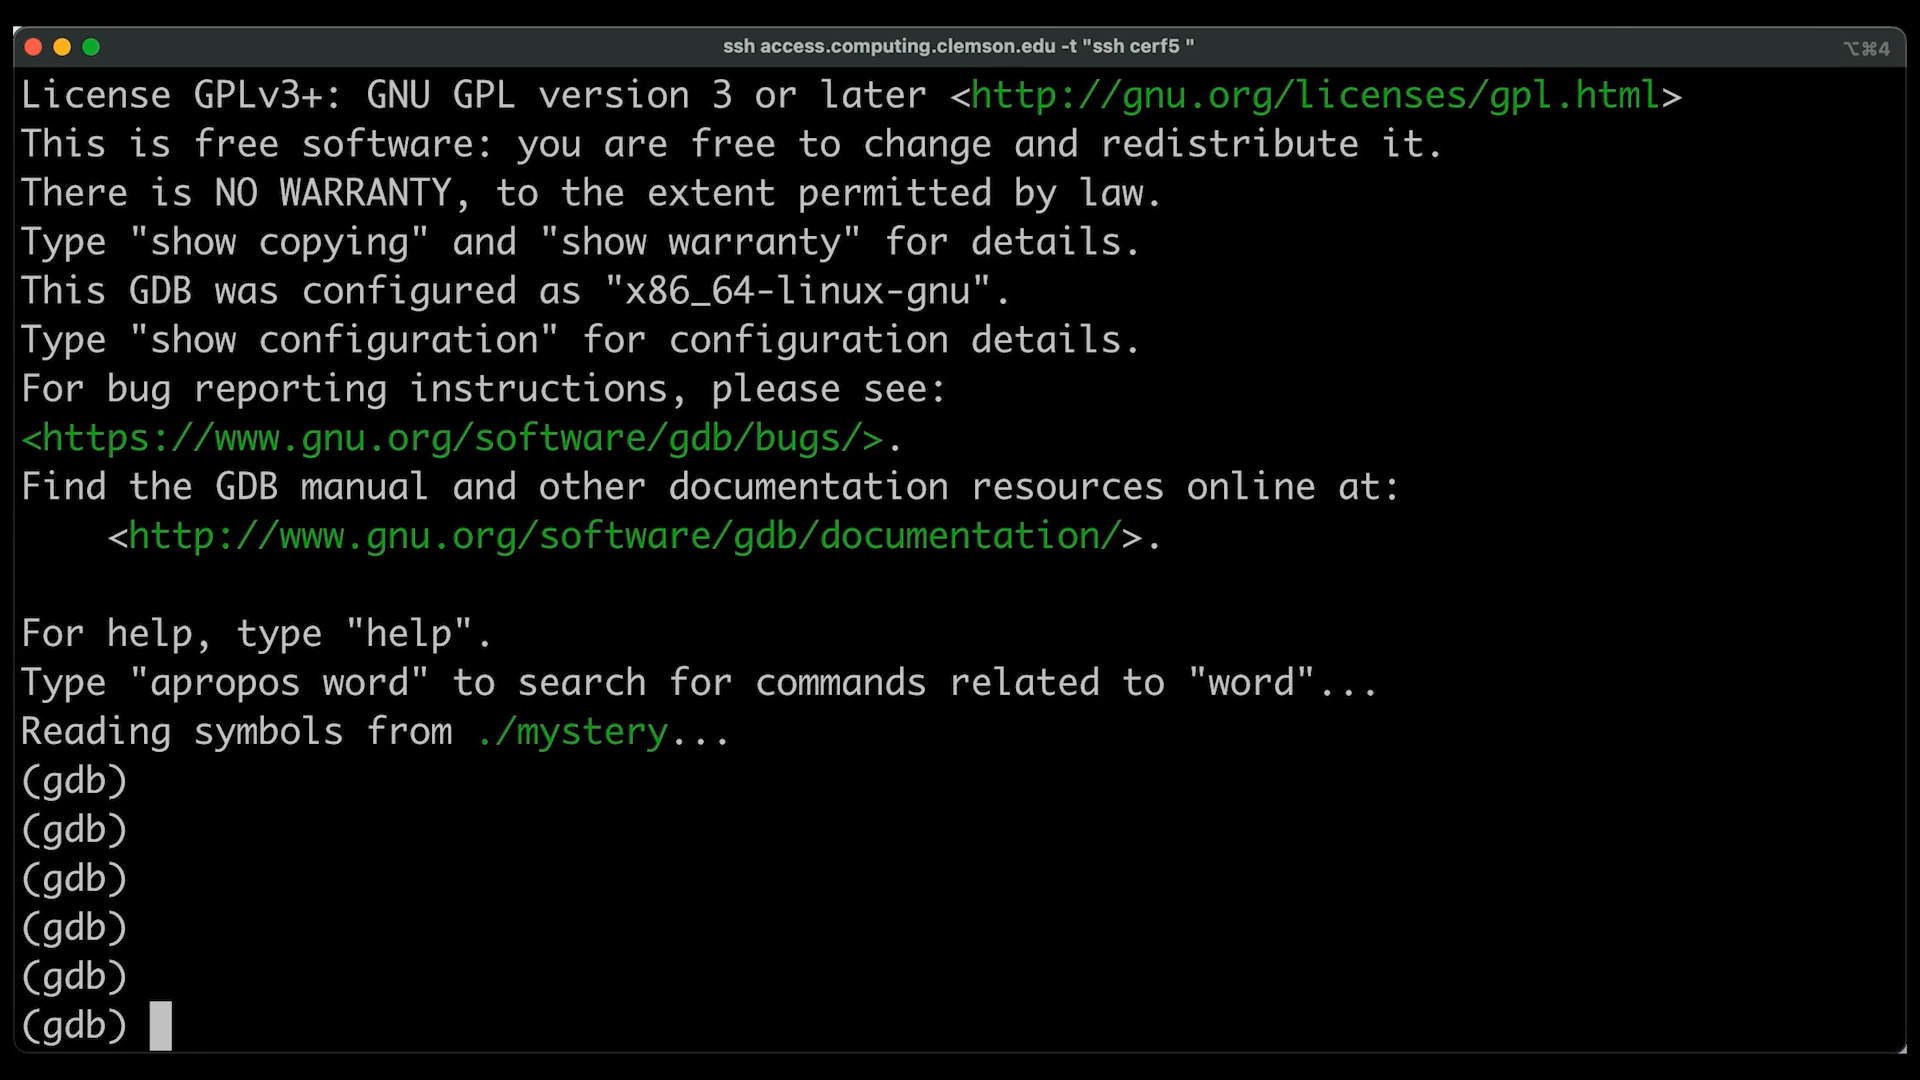 ssh access.computing.clemson.edu -t "ssh cerf5 "
⌥⌘4
License GPLv3+: GNU GPL version 3 or later <http://gnu.org/licenses/gpl.html>
This is free software: you are free to change and redistribute it.
There is NO WARRANTY, to the extent permitted by law.
Type "show copying" and "show warranty" for details.
This GDB was configured as "x86_64-linux-gnu".
Type "show configuration" for configuration details.
For bug reporting instructions, please see:
<https://www.gnu.org/software/gdb/bugs/>.
Find the GDB manual and other documentation resources online at:
    <http://www.gnu.org/software/gdb/documentation/>.

For help, type "help".
Type "apropos word" to search for commands related to "word"...
Reading symbols from ./mystery...
(gdb)
(gdb)
(gdb)
(gdb)
(gdb)
(gdb)